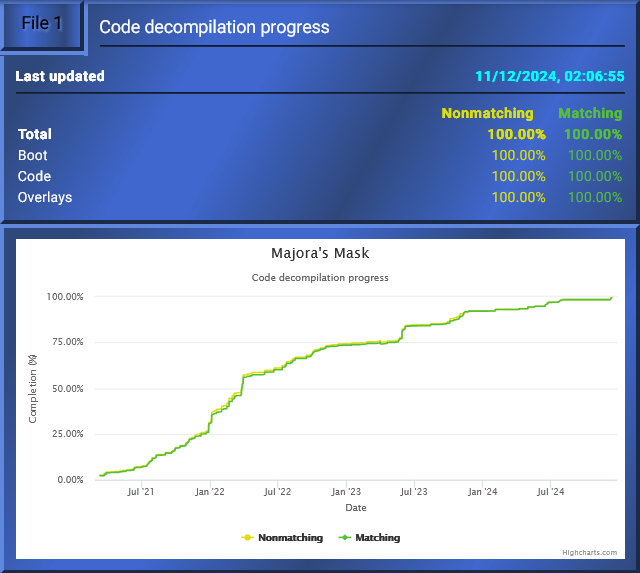 File 1
Code decompilation progress
Last updated 11/12/2024, 02:06:55
Nonmatching Matching
Total 100.00% 100.00%
Boot 100.00% 100.00%
Code 100.00% 100.00%
Overlays 100.00% 100.00%
Majora's Mask
Code decompilation progress
100.00%
75.00%
50.00%
25.00%
0.00%
Completion (%)
Jul '21 Jan '22 Jul '22 Jan '23 Jul '23 Jan '24 Jul '24
Date
Nonmatching Matching
Highcharts.com